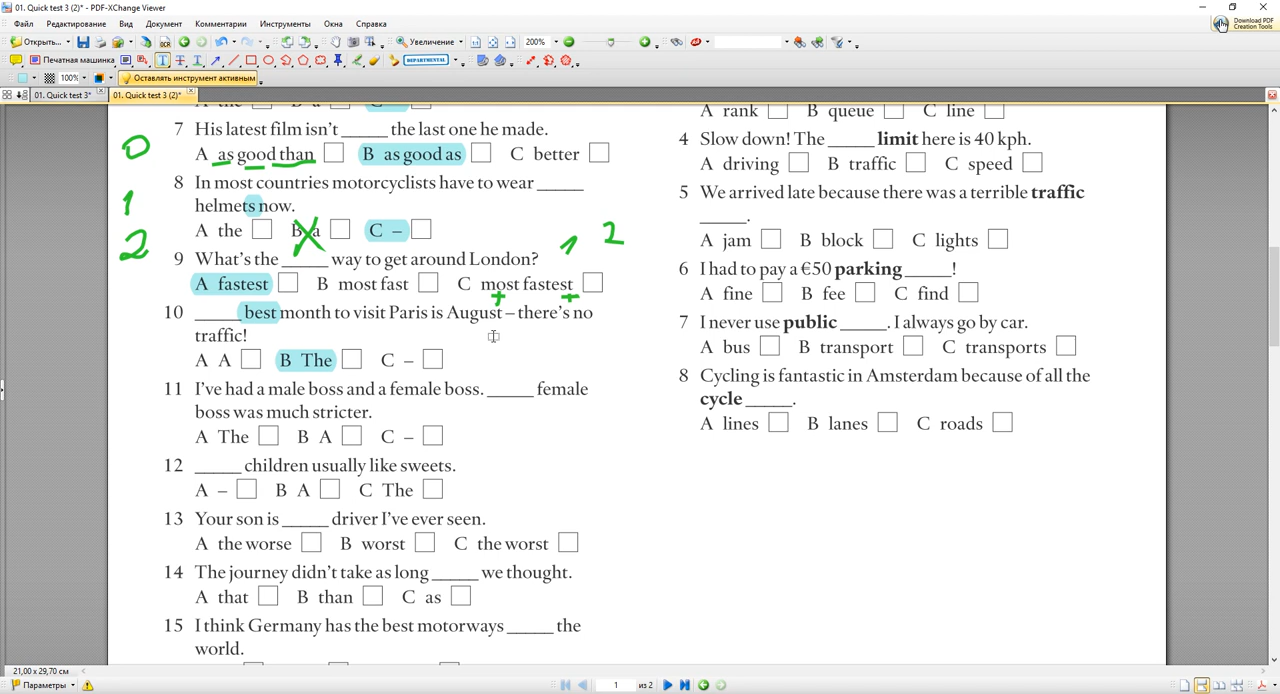 01. Quick test 3 (2)* - PDF-XChange Viewer
Файл Редактирование Вид Документ Комментарии Инструменты Окна Справка
Download PDF Creation Tools
Открыть... OCR Увеличение 200%
Печатная машинка DEPARTMENTAL
100% Оставлять инструмент активным
01. Quick test 3* 01. Quick test 3 (2)*
7 His latest film isn't _____ the last one he made.
A as good than B as good as C better
0
8 In most countries motorcyclists have to wear _____
helmets now.
1
A the B a C –
2
9 What's the _____ way to get around London?
1 2
A fastest B most fast C most fastest
+ +
10 _____ best month to visit Paris is August – there's no
traffic!
A A B The C –
11 I've had a male boss and a female boss. _____ female
boss was much stricter.
A The B A C –
12 _____ children usually like sweets.
A – B A C The
13 Your son is _____ driver I've ever seen.
A the worse B worst C the worst
14 The journey didn't take as long _____ we thought.
A that B than C as
15 I think Germany has the best motorways _____ the
world.
A rank B queue C line
4 Slow down! The _____ limit here is 40 kph.
A driving B traffic C speed
5 We arrived late because there was a terrible traffic
_____.
A jam B block C lights
6 I had to pay a €50 parking _____!
A fine B fee C find
7 I never use public _____. I always go by car.
A bus B transport C transports
8 Cycling is fantastic in Amsterdam because of all the
cycle _____.
A lines B lanes C roads
21,00 x 29,70 см
Параметры 1 из 2